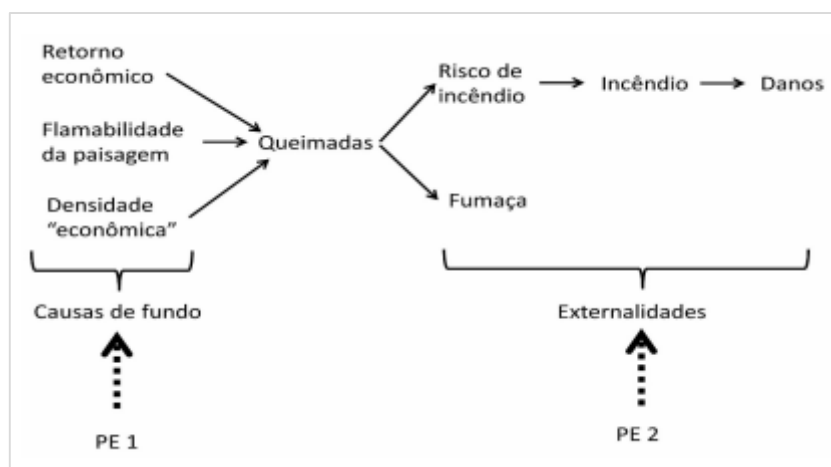 Retorno
econômico
Flamabilidade
da paisagem
Densidade
“econômica”
Queimadas
Risco de
incêndio
Incêndio
Danos
Fumaça
Causas de fundo
Externalidades
PE 1
PE 2